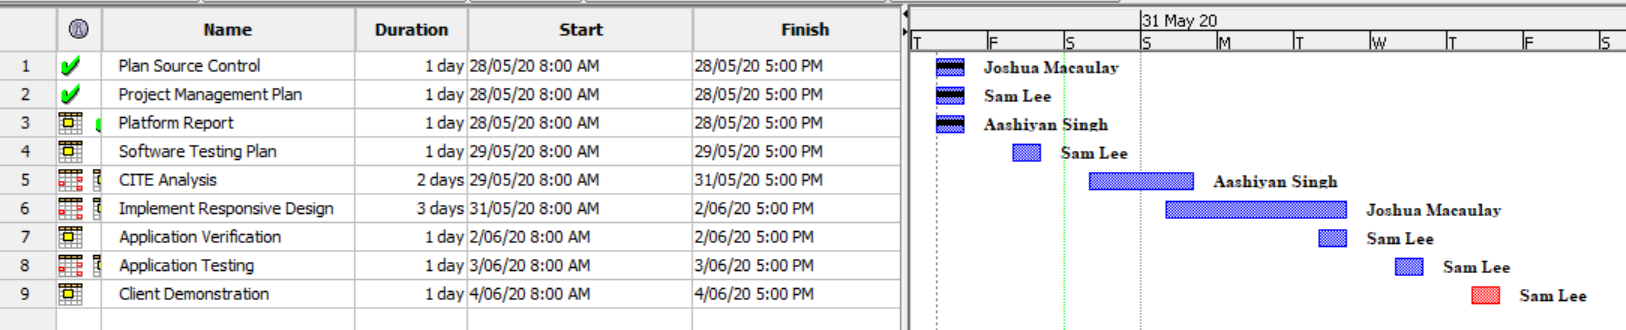 Name Duration Start Finish
31 May 20
T F S S M T W T F S
1 Plan Source Control 1 day 28/05/20 8:00 AM 28/05/20 5:00 PM Joshua Macaulay
2 Project Management Plan 1 day 28/05/20 8:00 AM 28/05/20 5:00 PM Sam Lee
3 Platform Report 1 day 28/05/20 8:00 AM 28/05/20 5:00 PM Aashiyan Singh
4 Software Testing Plan 1 day 29/05/20 8:00 AM 29/05/20 5:00 PM Sam Lee
5 CITE Analysis 2 days 29/05/20 8:00 AM 31/05/20 5:00 PM Aashiyan Singh
6 Implement Responsive Design 3 days 31/05/20 8:00 AM 2/06/20 5:00 PM Joshua Macaulay
7 Application Verification 1 day 2/06/20 8:00 AM 2/06/20 5:00 PM Sam Lee
8 Application Testing 1 day 3/06/20 8:00 AM 3/06/20 5:00 PM Sam Lee
9 Client Demonstration 1 day 4/06/20 8:00 AM 4/06/20 5:00 PM Sam Lee